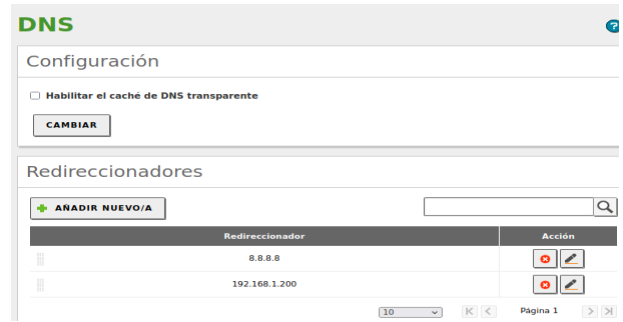 DNS
?
Configuración
Habilitar el caché de DNS transparente
CAMBIAR
Redireccionadores
AÑADIR NUEVO/A
Redireccionador Acción
8.8.8.8
192.168.1.200
10 Página 1